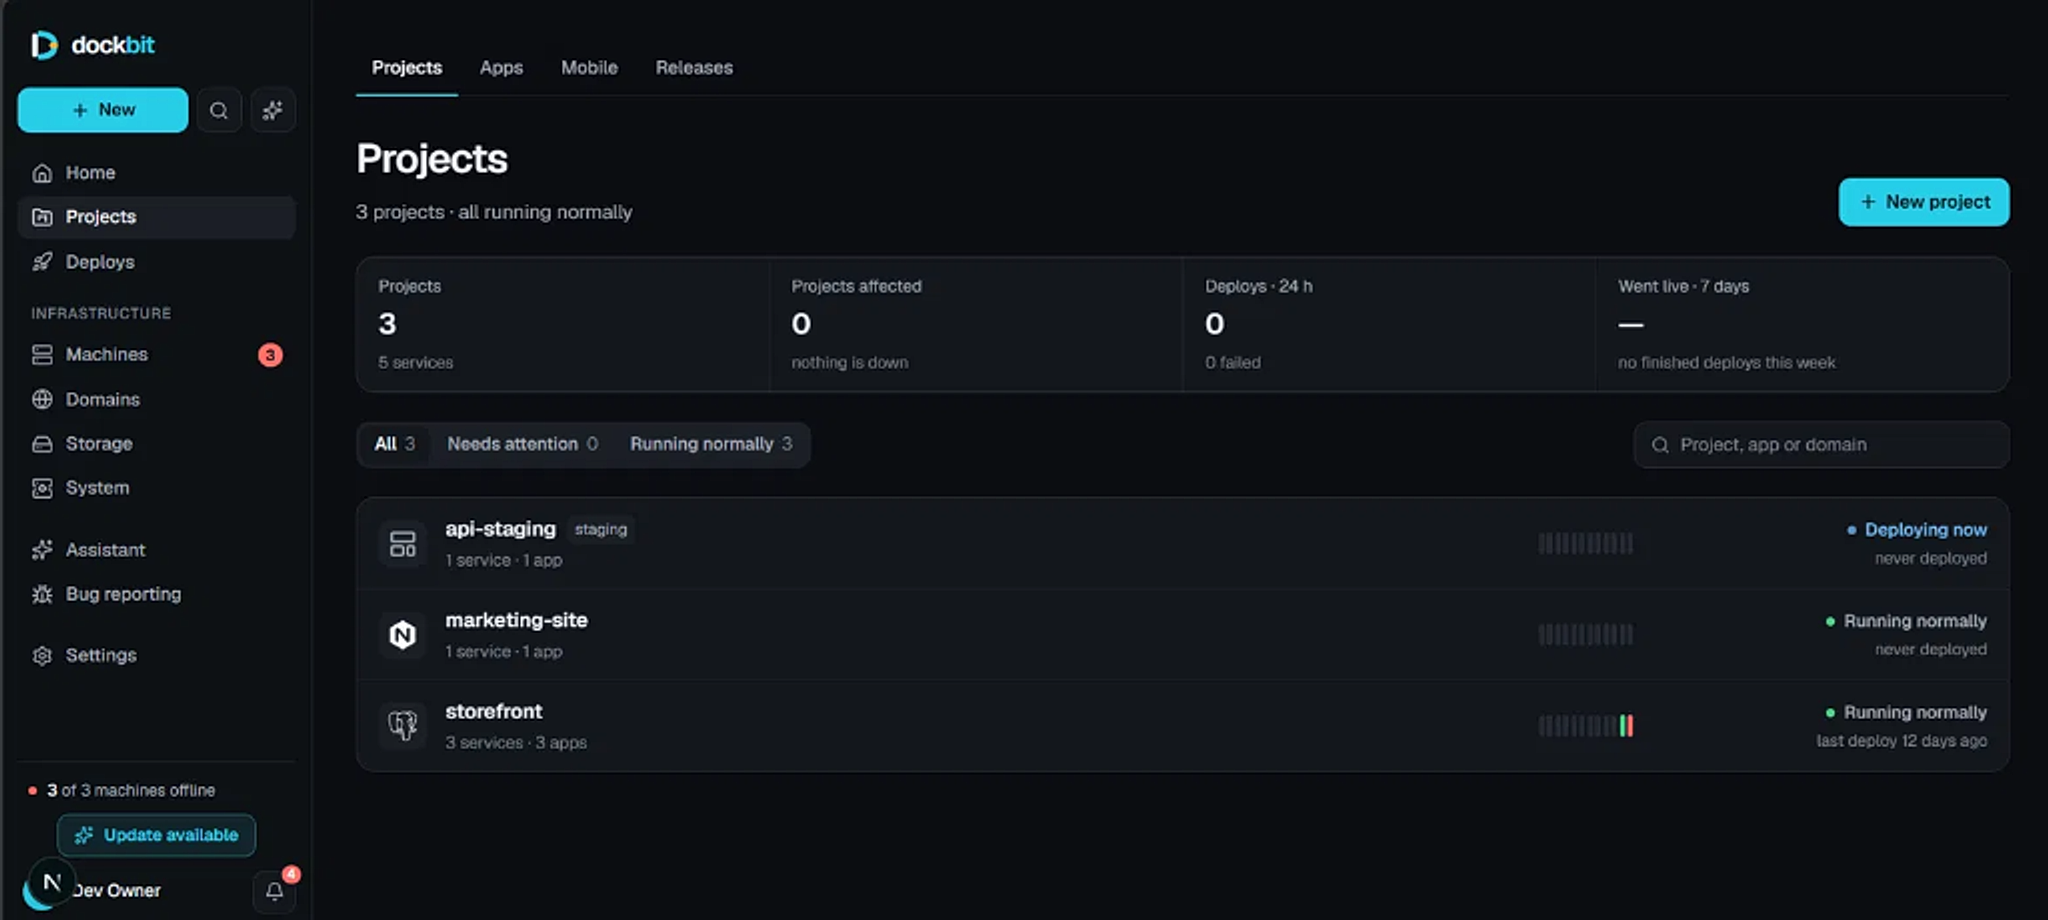 dockbit
+ New
Home
Projects
Deploys
INFRASTRUCTURE
Machines 3
Domains
Storage
System
Assistant
Bug reporting
Settings
3 of 3 machines offline
Update available
N Dev Owner 4
Projects Apps Mobile Releases
Projects
3 projects · all running normally
+ New project
Projects
3
5 services
Projects affected
0
nothing is down
Deploys · 24 h
0
0 failed
Went live · 7 days
—
no finished deploys this week
All 3 Needs attention 0 Running normally 3
Project, app or domain
api-staging staging
1 service · 1 app
Deploying now
never deployed
marketing-site
1 service · 1 app
Running normally
never deployed
storefront
3 services · 3 apps
Running normally
last deploy 12 days ago